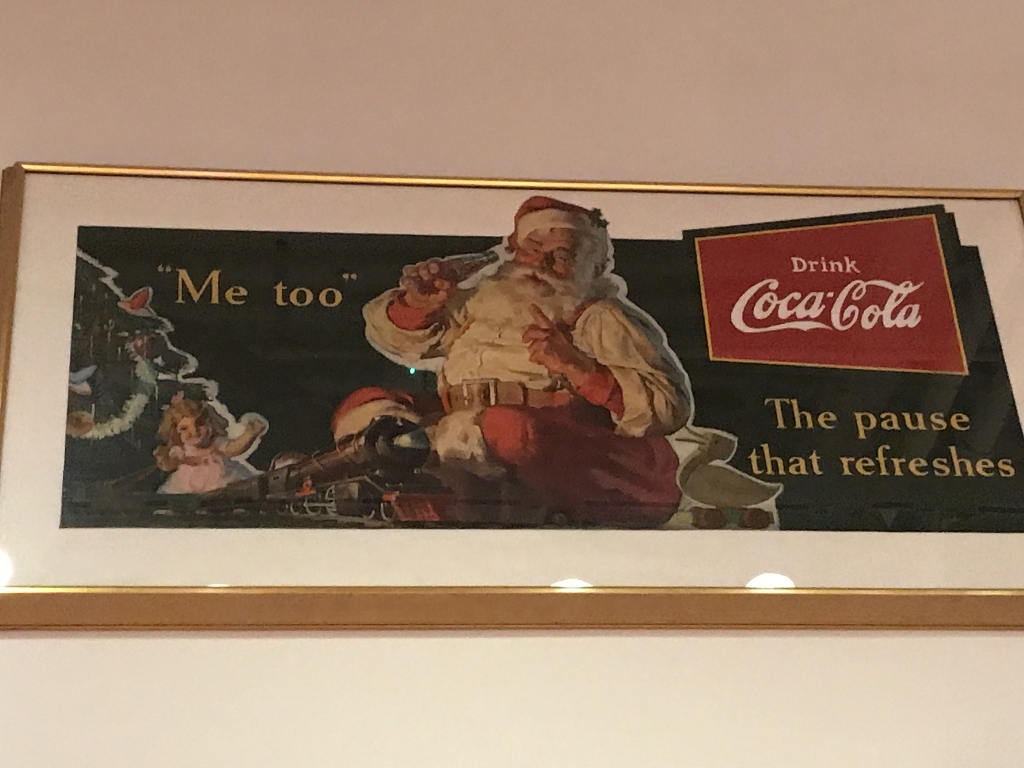 "Me too"
Drink
Coca-Cola
The pause
that refreshes